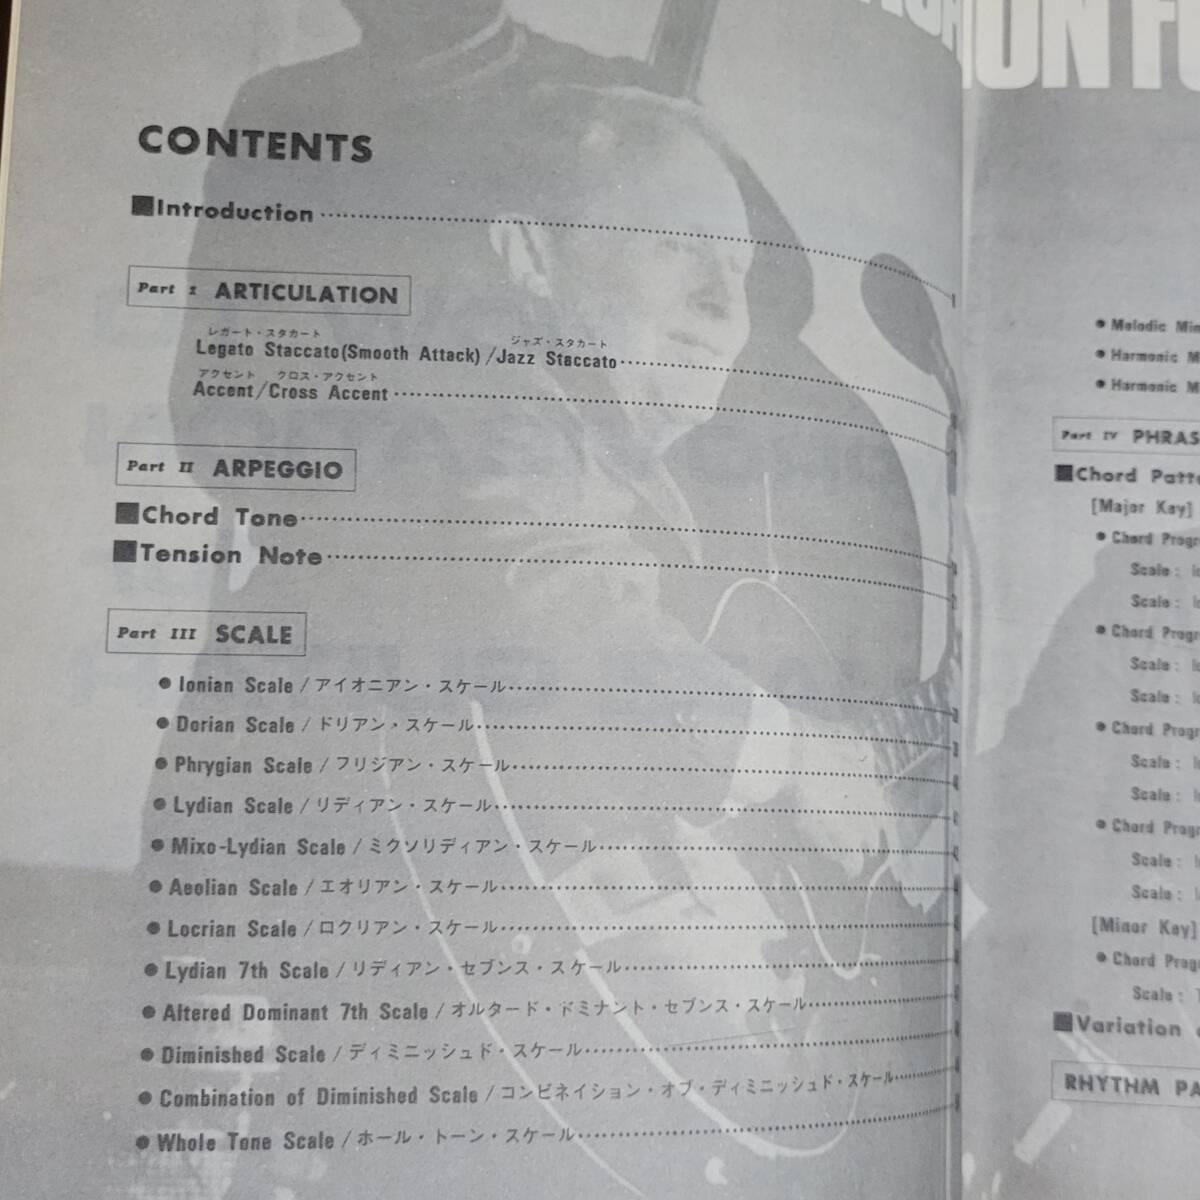 CONTENTS
■Introduction
Part I ARTICULATION
レガート・スタカート ジャズ・スタカート
Legato Staccato(Smooth Attack)/Jazz Staccato
アクセント クロス・アクセント
Accent/Cross Accent
Part II ARPEGGIO
■Chord Tone
■Tension Note
Part III SCALE
● Ionian Scale / アイオニアン・スケール
● Dorian Scale / ドリアン・スケール
● Phrygian Scale / フリジアン・スケール
● Lydian Scale / リディアン・スケール
● Mixo-Lydian Scale / ミクソリディアン・スケール
● Aeolian Scale / エオリアン・スケール
● Locrian Scale / ロクリアン・スケール
● Lydian 7th Scale / リディアン・セブンス・スケール
● Altered Dominant 7th Scale / オルタード・ドミナント・セブンス・スケール
● Diminished Scale / ディミニッシュド・スケール
● Combination of Diminished Scale / コンビネイション・オブ・ディミニッシュド・スケール
● Whole Tone Scale / ホール・トーン・スケール
● Melodic Min
● Harmonic M
● Harmonic M
Part IV PHRAS
■Chord Patte
[Major Key]
● Chord Progr
Scale :
Scale :
● Chord Progr
Scale :
Scale :
● Chord Progr
Scale :
Scale :
● Chord Progr
Scale :
Scale :
[Minor Key]
● Chord Progr
Scale :
■Variation
RHYTHM PA